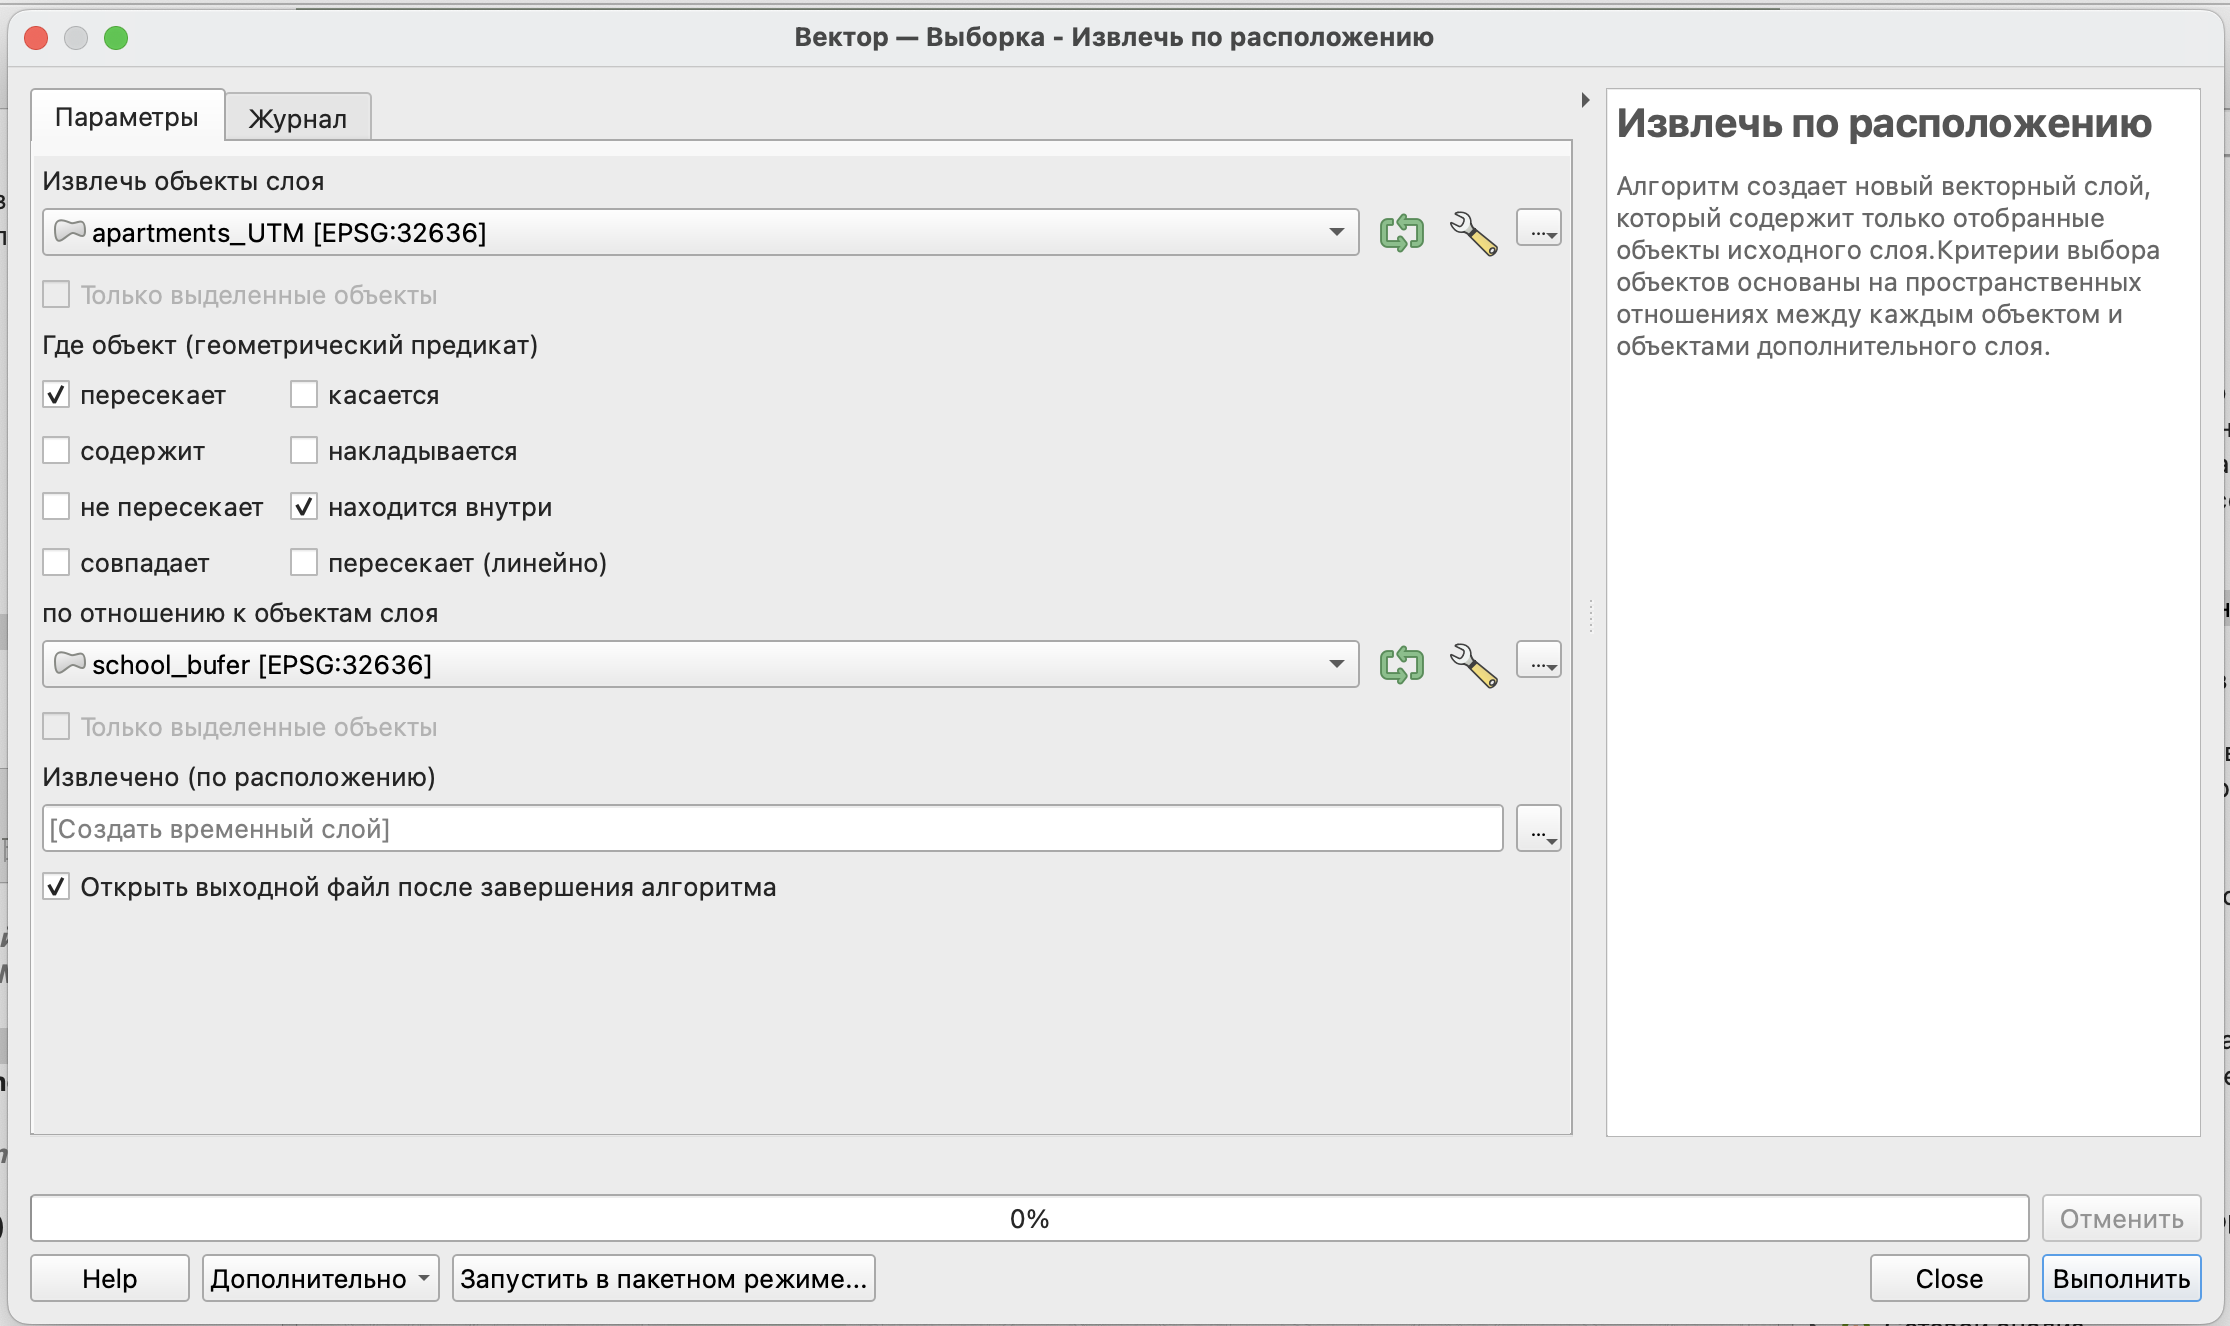 Вектор — Выборка - Извлечь по расположению
Параметры
Журнал
Извлечь объекты слоя
apartments_UTM [EPSG:32636]
...
Только выделенные объекты
Где объект (геометрический предикат)
пересекает
касается
содержит
накладывается
не пересекает
находится внутри
совпадает
пересекает (линейно)
по отношению к объектам слоя
school_bufer [EPSG:32636]
...
Только выделенные объекты
Извлечено (по расположению)
[Создать временный слой]
...
Открыть выходной файл после завершения алгоритма
Извлечь по расположению
Алгоритм создает новый векторный слой,
который содержит только отобранные
объекты исходного слоя.Критерии выбора
объектов основаны на пространственных
отношениях между каждым объектом и
объектами дополнительного слоя.
0%
Отменить
Help
Дополнительно
Запустить в пакетном режиме...
Close
Выполнить